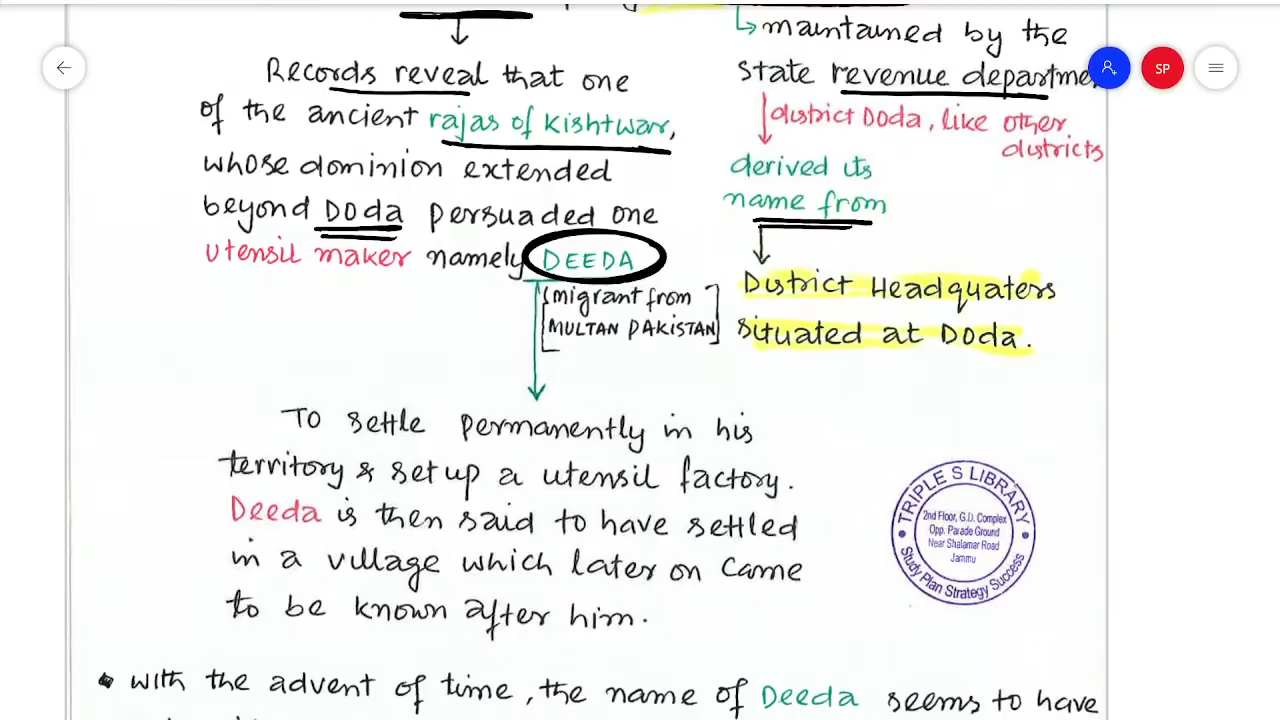 Records reveal that one
of the ancient rajas of Kishtwar,
whose dominion extended
beyond Doda persuaded one
utensil maker namely DEEDA
migrant from
MULTAN PAKISTAN
To settle permanently in his
territory & set up a utensil factory.
Deeda is then said to have settled
in a village which later on came
to be known after him.
maintained by the
state revenue departme
district Doda, like other
districts
derived its
name from
District Headquaters
situated at Doda.
SP
TRIPLE S LIBRARY
2nd Floor, G.D. Complex
Opp. Parade Ground
Near Shalamar Road
Jammu
Study Plan Strategy Success
• with the advent of time, the name of Deeda seems to have